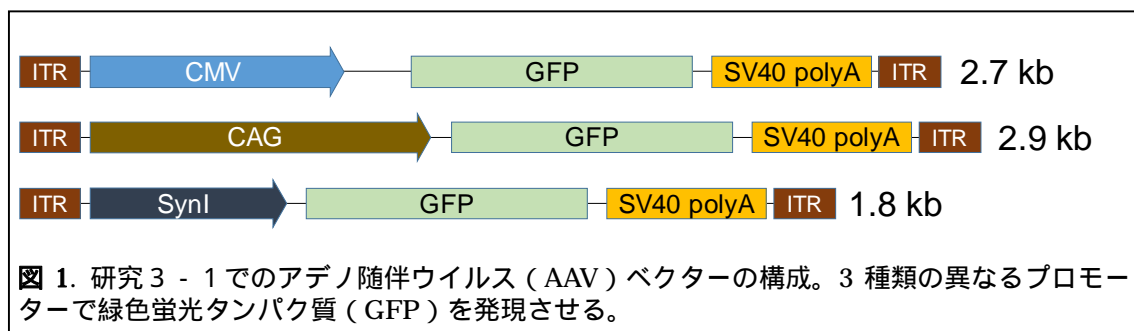 ITR CMV GFP SV40 polyA ITR 2.7 kb
ITR CAG GFP SV40 polyA ITR 2.9 kb
ITR SynI GFP SV40 polyA ITR 1.8 kb
図 1. 研究３‐１でのアデノ随伴ウイルス（AAV）ベクターの構成。3 種類の異なるプロモー
ターで緑色蛍光タンパク質（GFP）を発現させる。